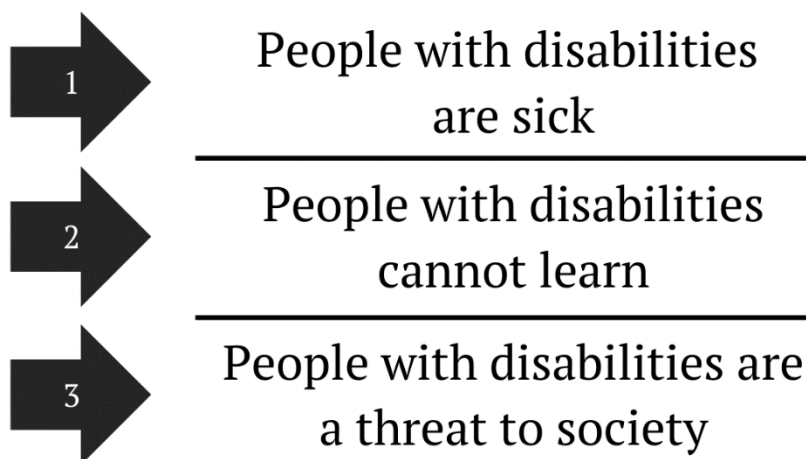 1
People with disabilities
are sick
2
People with disabilities
cannot learn
3
People with disabilities are
a threat to society